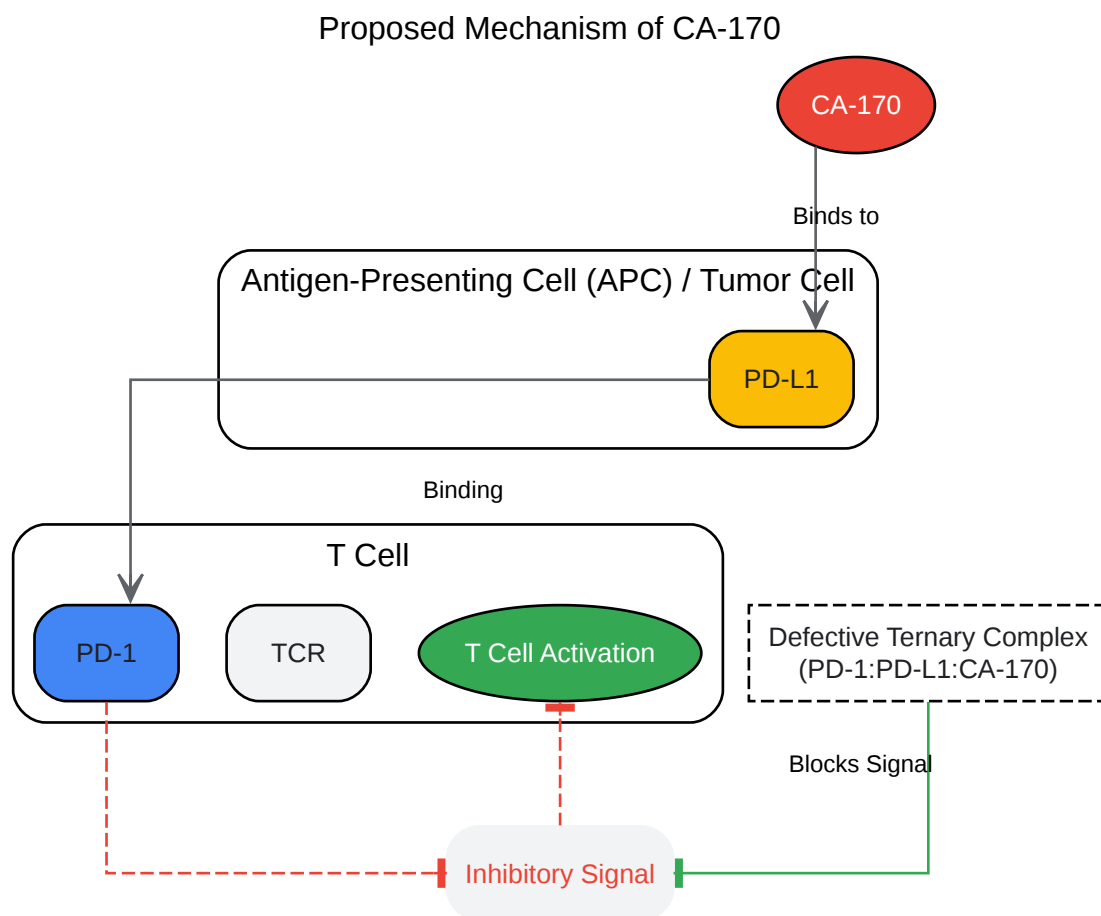 Proposed Mechanism of CA-170
CA-170
Binds to
Antigen-Presenting Cell (APC) / Tumor Cell
PD-L1
Binding
T Cell
PD-1
TCR
T Cell Activation
Defective Ternary Complex
(PD-1:PD-L1:CA-170)
Blocks Signal
Inhibitory Signal